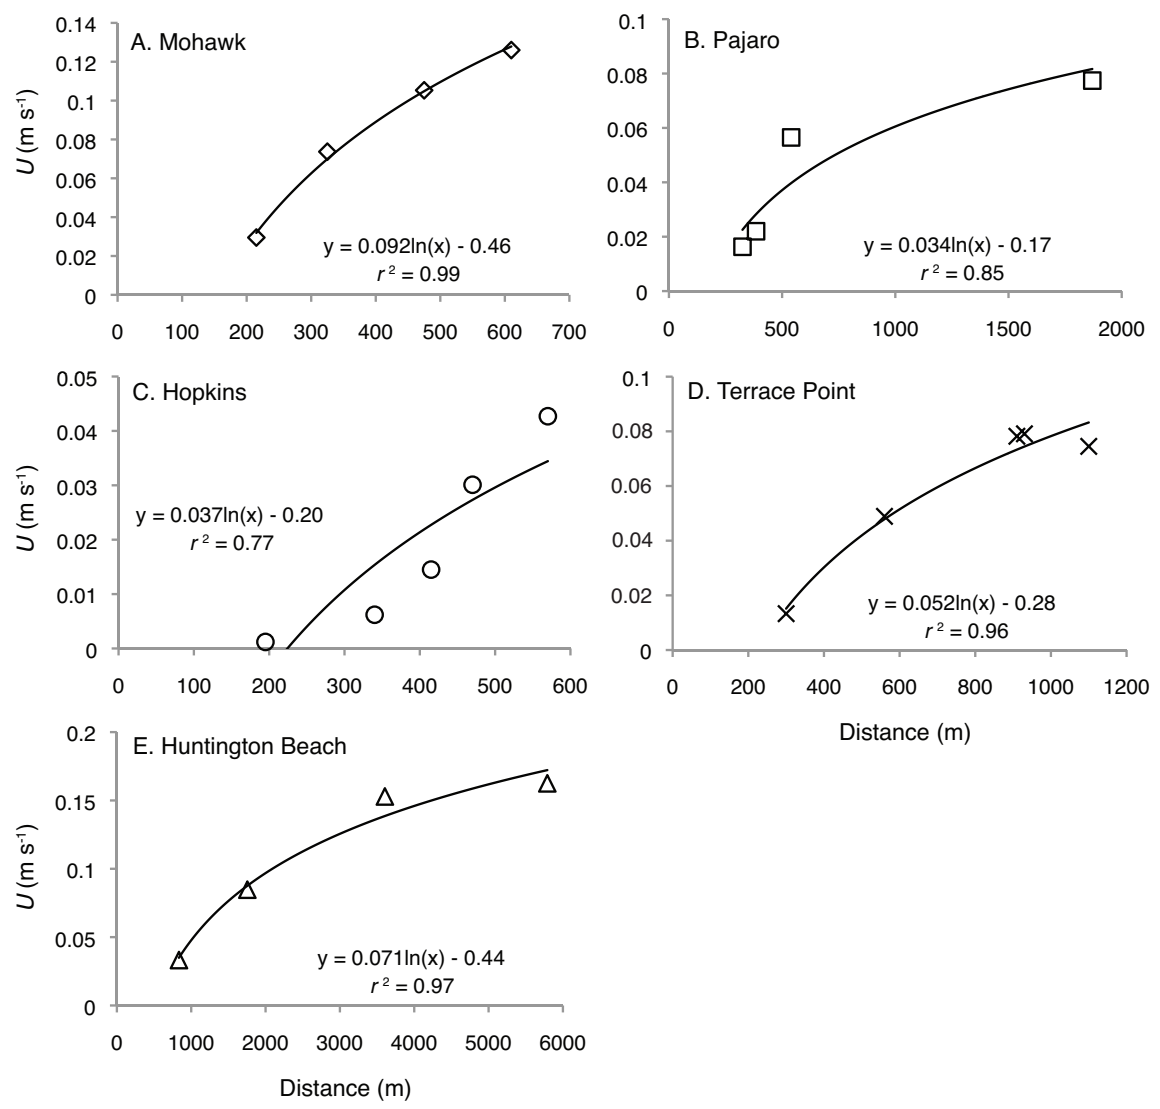 A. Mohawk
U (m s-1)
0.14
0.12
0.1
0.08
0.06
0.04
0.02
0
y = 0.092ln(x) - 0.46
r 2 = 0.99
0 100 200 300 400 500 600 700
B. Pajaro
0.1
0.08
0.06
0.04
0.02
0
y = 0.034ln(x) - 0.17
r 2 = 0.85
0 500 1000 1500 2000
C. Hopkins
U (m s-1)
0.05
0.04
0.03
0.02
0.01
0
y = 0.037ln(x) - 0.20
r 2 = 0.77
0 100 200 300 400 500 600
D. Terrace Point
0.1
0.08
0.06
0.04
0.02
0
y = 0.052ln(x) - 0.28
r 2 = 0.96
0 200 400 600 800 1000 1200
Distance (m)
E. Huntington Beach
U (m s-1)
0.2
0.15
0.1
0.05
0
y = 0.071ln(x) - 0.44
r 2 = 0.97
0 1000 2000 3000 4000 5000 6000
Distance (m)